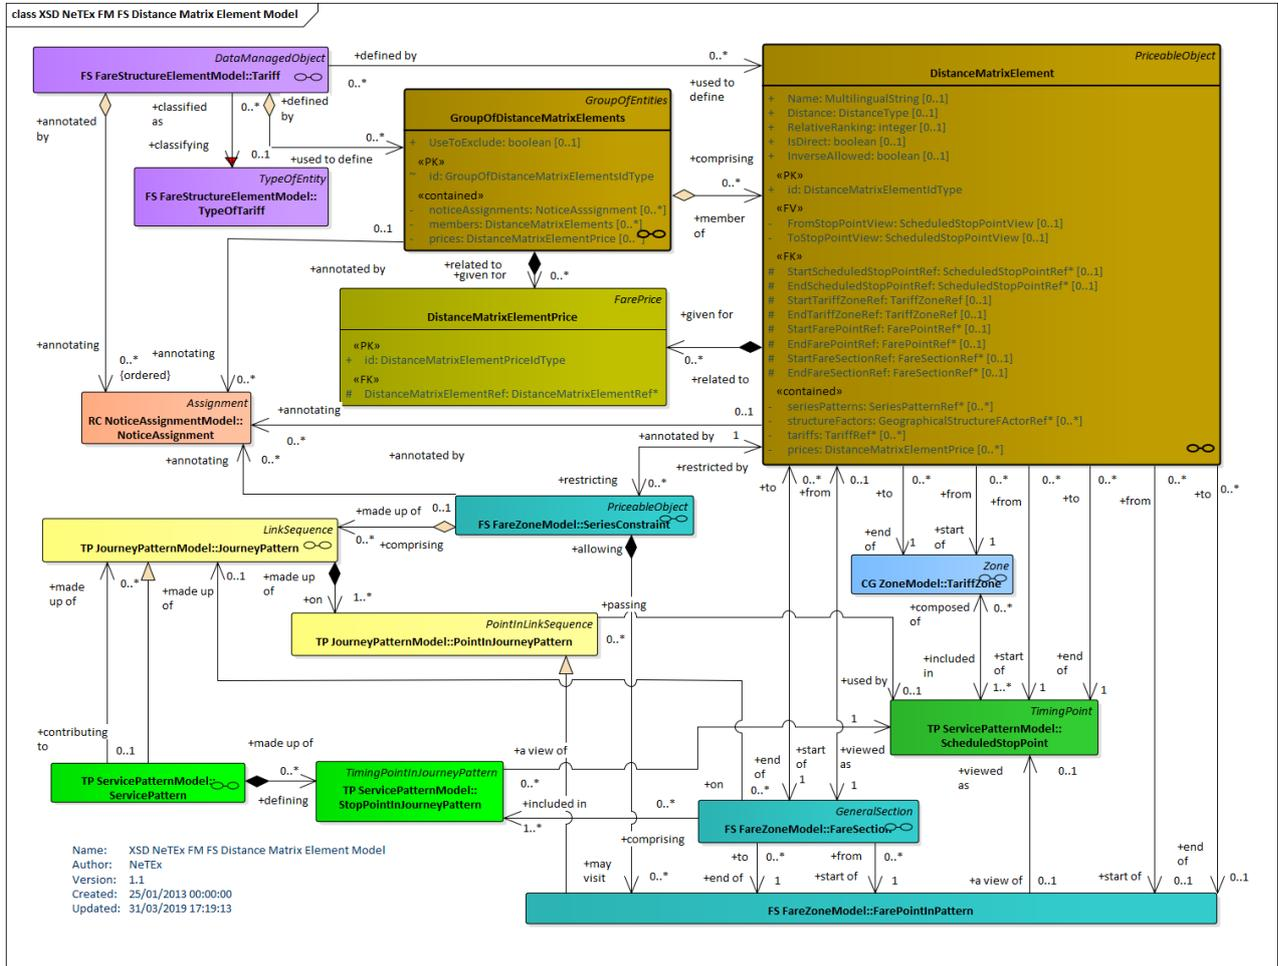 class XSD NeTEx FM FS Distance Matrix Element Model
DataManagedObject
FS FareStructureElementModel::Tariff
+defined by
0..*
0..*
+used to
define
PriceableObject
DistanceMatrixElement
+ Name: MultilingualString [0..1]
+ Distance: DistanceType [0..1]
+ RelativeRanking: integer [0..1]
+ IsDirect: boolean [0..1]
+ InverseAllowed: boolean [0..1]
«PK»
+ id: DistanceMatrixElementIdType
«FV»
- FromStopPointView: ScheduledStopPointView [0..1]
- ToStopPointView: ScheduledStopPointView [0..1]
«FK»
# StartScheduledStopPointRef: ScheduledStopPointRef* [0..1]
# EndScheduledStopPointRef: ScheduledStopPointRef* [0..1]
# StartTariffZoneRef: TariffZoneRef [0..1]
# EndTariffZoneRef: TariffZoneRef [0..1]
# StartFarePointRef: FarePointRef* [0..1]
# EndFarePointRef: FarePointRef* [0..1]
# StartFareSectionRef: FareSectionRef* [0..1]
# EndFareSectionRef: FareSectionRef* [0..1]
«contained»
- seriesPatterns: SeriesPatternRef* [0..*]
- structureFactors: GeographicalStructureFActorRef* [0..*]
- tariffs: TariffRef* [0..*]
- prices: DistanceMatrixElementPrice [0..*]
+annotated
by
+classified
as
+classifying
0..*
+defined
by
0..1
+used to define
0..*
GroupOfEntities
GroupOfDistanceMatrixElements
+ UseToExclude: boolean [0..1]
«PK»
~ id: GroupOfDistanceMatrixElementsIdType
«contained»
- noticeAssignments: NoticeAsssignment [0..*]
- members: DistanceMatrixElements [0..*]
- prices: DistanceMatrixElementPrice [0..
+comprising
0..*
+member
of
TypeOfEntity
FS FareStructureElementModel::
TypeOfTariff
0..1
+annotated by
+related to
+given for
0..*
FarePrice
DistanceMatrixElementPrice
«PK»
+ id: DistanceMatrixElementPriceIdType
«FK»
# DistanceMatrixElementRef: DistanceMatrixElementRef*
+given for
0..*
+related to
+annotating
0..*
{ordered}
+annotating
0..*
Assignment
RC NoticeAssignmentModel::
NoticeAssignment
+annotating
0..*
0..1
+annotated by
1
+annotating
0..*
+annotated by
+restricted by
+restricting
0..*
PriceableObject
FS FareZoneModel::SeriesConstraint
+made up of
0..1
0..*
+comprising
+allowing
LinkSequence
TP JourneyPatternModel::JourneyPattern
+to
0..*
+from
0..1
0..*
+to
0..*
+from
0..*
+from
0..*
+to
0..*
+from
0..*
+to
0..*
+end
of
1
+start
of
1
Zone
CG ZoneModel::TariffZone
+made
up of
0..*
+made up
of
0..1
+made up
of
+on
1..*
+passing
PointInLinkSequence
TP JourneyPatternModel::PointInJourneyPattern
0..*
+composed
of
0..*
+included
in
1..*
+start
of
1
+end
of
1
+used by
0..1
TimingPoint
TP ServicePatternModel::
ScheduledStopPoint
+contributing
to
0..1
+made up of
0..*
+defining
TP ServicePatternModel::
ServicePattern
TimingPointInJourneyPattern
TP ServicePatternModel::
StopPointInJourneyPattern
+a view of
0..*
+included in
1..*
1
+end
of
+on
0..*
+start
of
1
+viewed
as
1
+viewed
as
0..1
0..*
GeneralSection
FS FareZoneModel::FareSection
+comprising
+may
visit
0..*
+to
0..*
+end of
1
+from
0..*
+start of
1
+a view of
0..1
+start of
0..1
+end
of
0..1
FS FareZoneModel::FarePointInPattern
Name: XSD NeTEx FM FS Distance Matrix Element Model
Author: NeTEx
Version: 1.1
Created: 25/01/2013 00:00:00
Updated: 31/03/2019 17:19:13